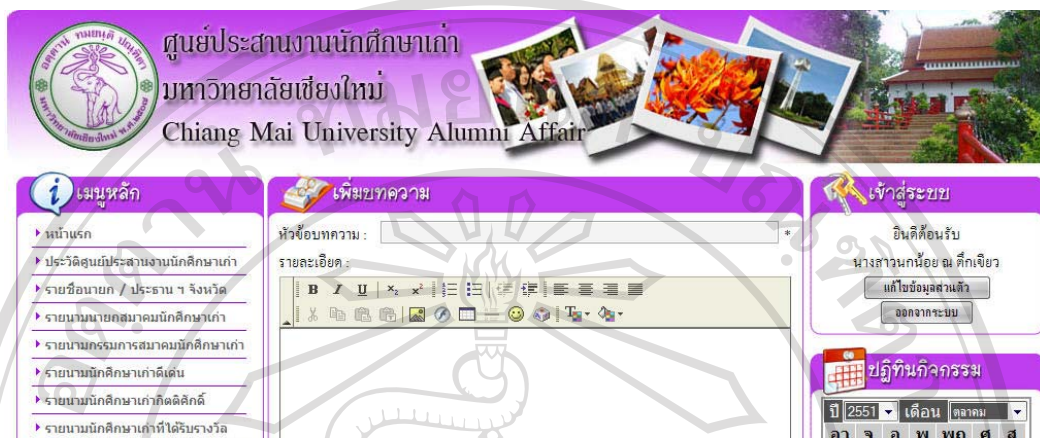 ศูนย์ประสานงานนักศึกษาเก่า
มหาวิทยาลัยเชียงใหม่
Chiang Mai University Alumni Affair
เมนูหลัก
หน้าแรก
ประวัติศูนย์ประสานงานนักศึกษาเก่า
รายชื่อนายก / ประธาน ฯ จังหวัด
รายนามนายกสมาคมนักศึกษาเก่า
รายนามกรรมการสมาคมนักศึกษาเก่า
รายนามนักศึกษาเก่าดีเด่น
รายนามนักศึกษาเก่ากิตติศักดิ์
รายนามนักศึกษาเก่าที่ได้รับรางวัล
เพิ่มบทความ
หัวข้อบทความ : *
รายละเอียด :
B I U x₂ x²
เข้าสู่ระบบ
ยินดีต้อนรับ
นางสาวนกน้อย ณ ตึกเขียว
แก้ไขข้อมูลส่วนตัว
ออกจากระบบ
ปฏิทินกิจกรรม
ปี 2551 เดือน ตุลาคม
อา จ อ พ พฤ ศ ส